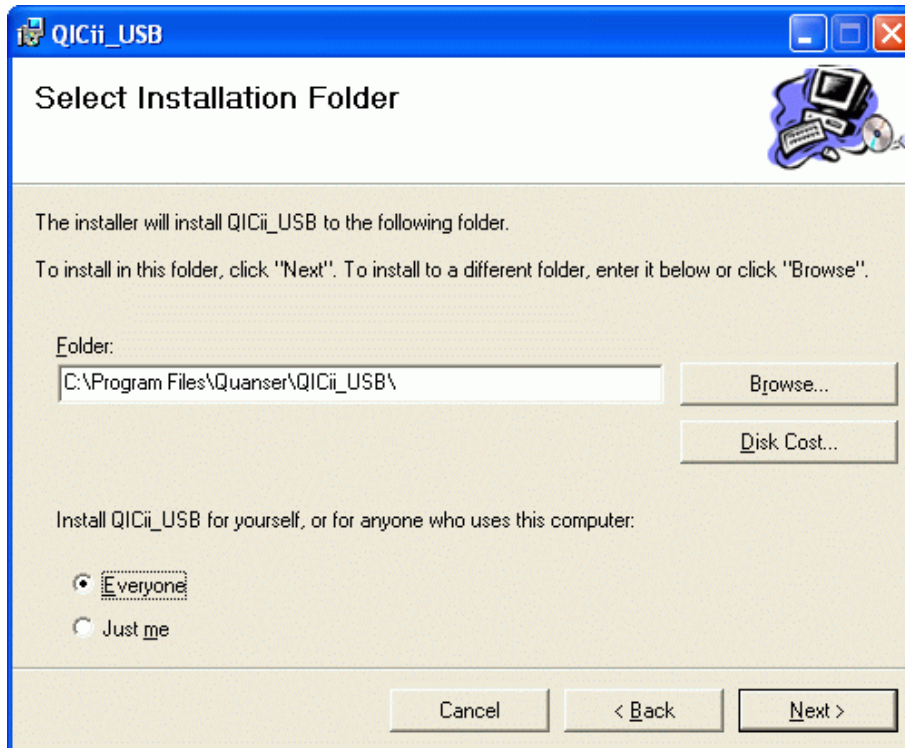 QICii_USB
Select Installation Folder
The installer will install QICii_USB to the following folder.
To install in this folder, click "Next". To install to a different folder, enter it below or click "Browse".
Folder:
C:\Program Files\Quanser\QICii_USB\
Browse...
Disk Cost...
Install QICii_USB for yourself, or for anyone who uses this computer:
Everyone
Just me
Cancel
< Back
Next >